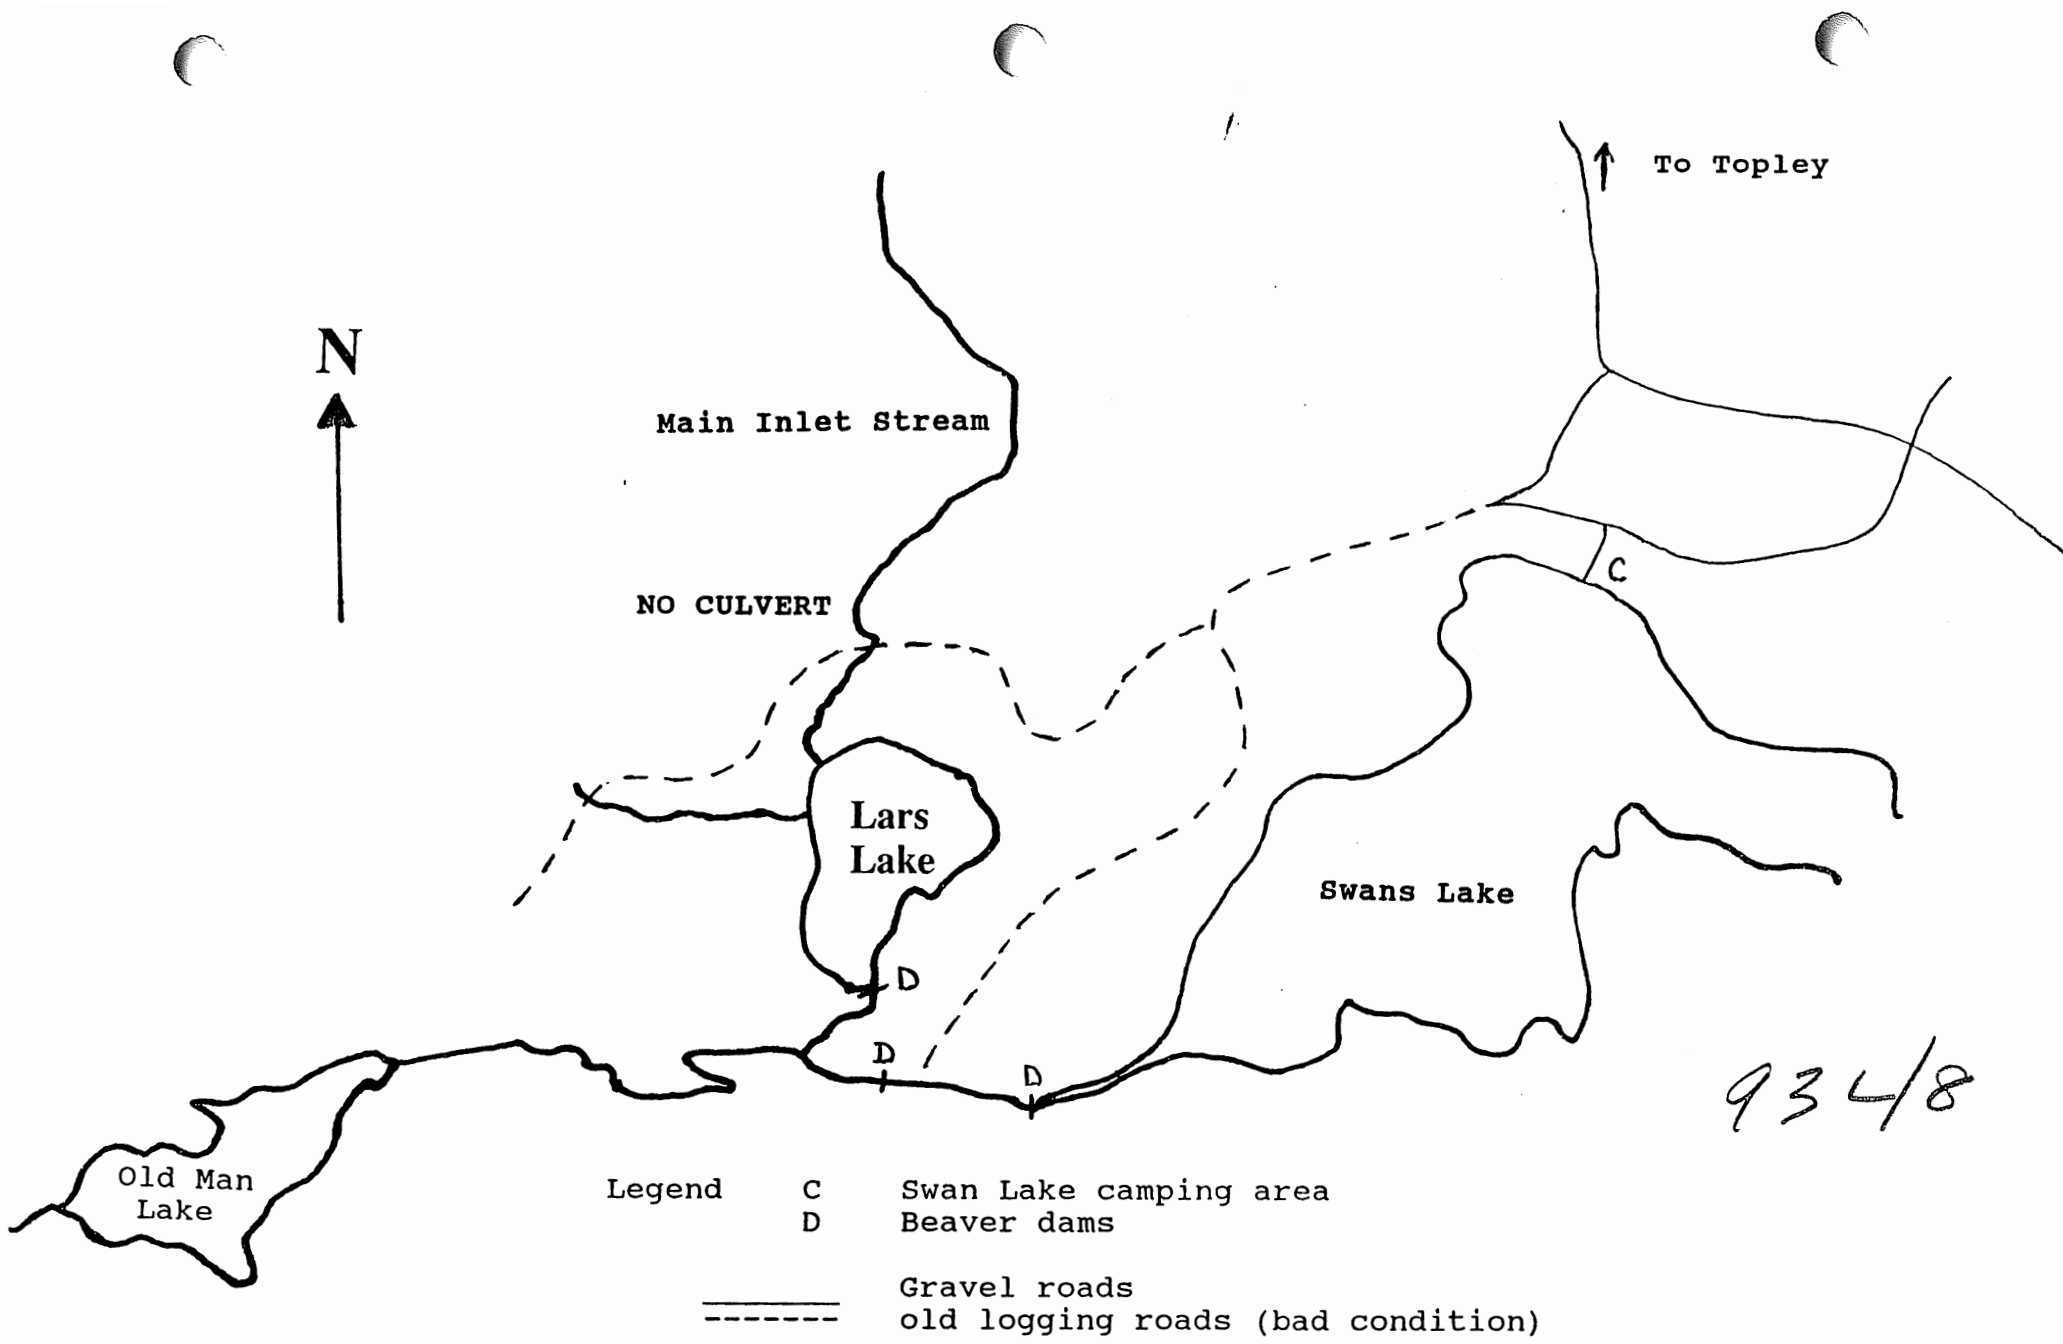 To Topley
N
Main Inlet Stream
NO CULVERT
C
Lars
Lake
Swans Lake
D
D
D
934/8
Old Man
Lake
Legend C Swan Lake camping area
D Beaver dams
Gravel roads
old logging roads (bad condition)